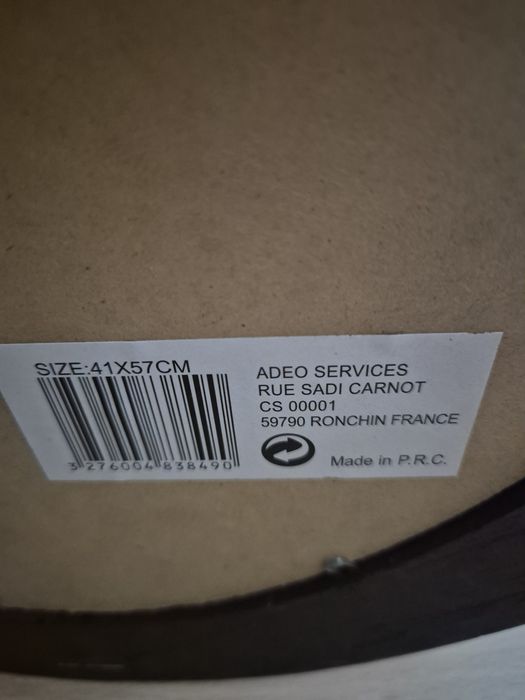 SIZE:41X57CM
3 276004 838490
ADEO SERVICES
RUE SADI CARNOT
CS 00001
59790 RONCHIN FRANCE
Made in P.R.C.